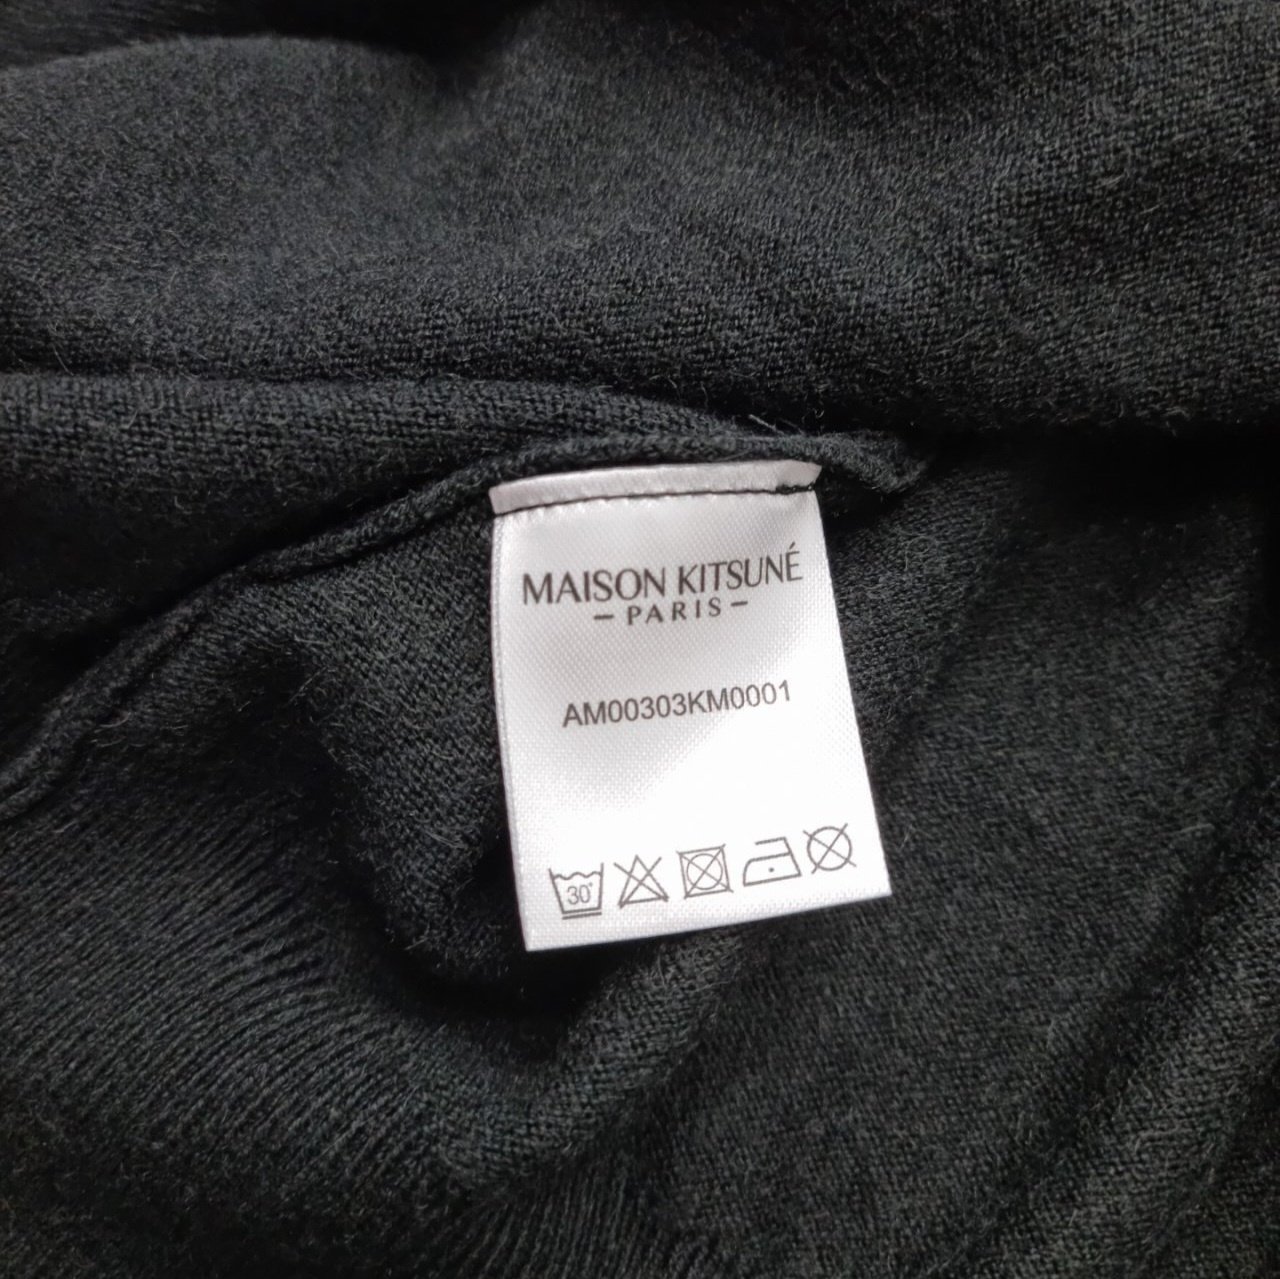 MAISON KITSUNÉ
- PARIS -
AM00303KM0001
30°